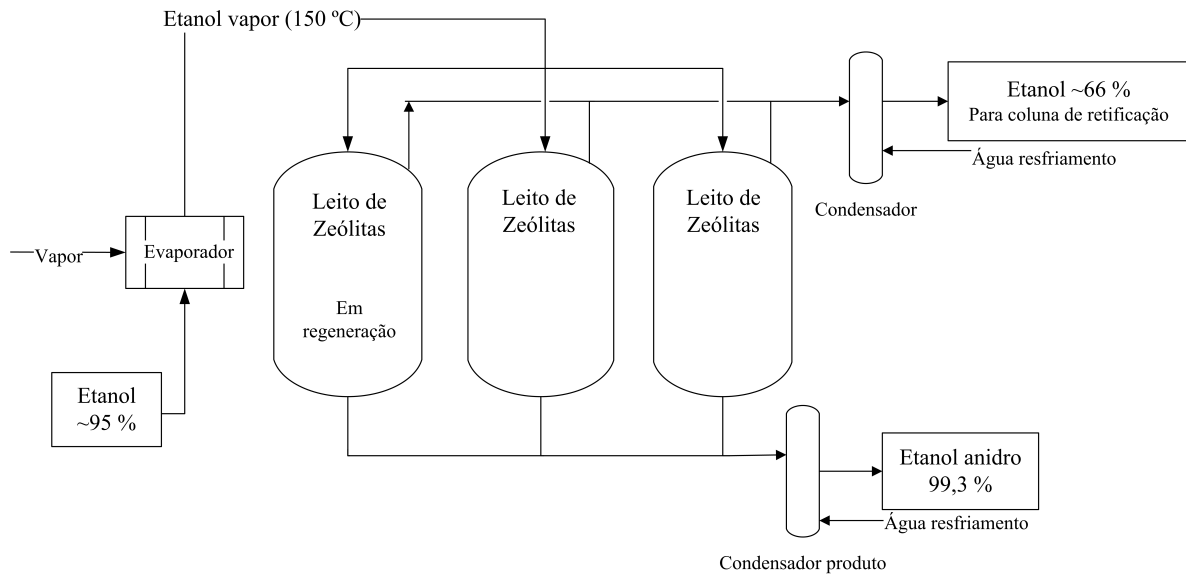 Etanol vapor (150 ºC)
Etanol ~66 %
Para coluna de retificação
Água resfriamento
Condensador
Leito de
Zeólitas
Em
regeneração
Leito de
Zeólitas
Leito de
Zeólitas
Vapor
Evaporador
Etanol
~95 %
Etanol anidro
99,3 %
Água resfriamento
Condensador produto